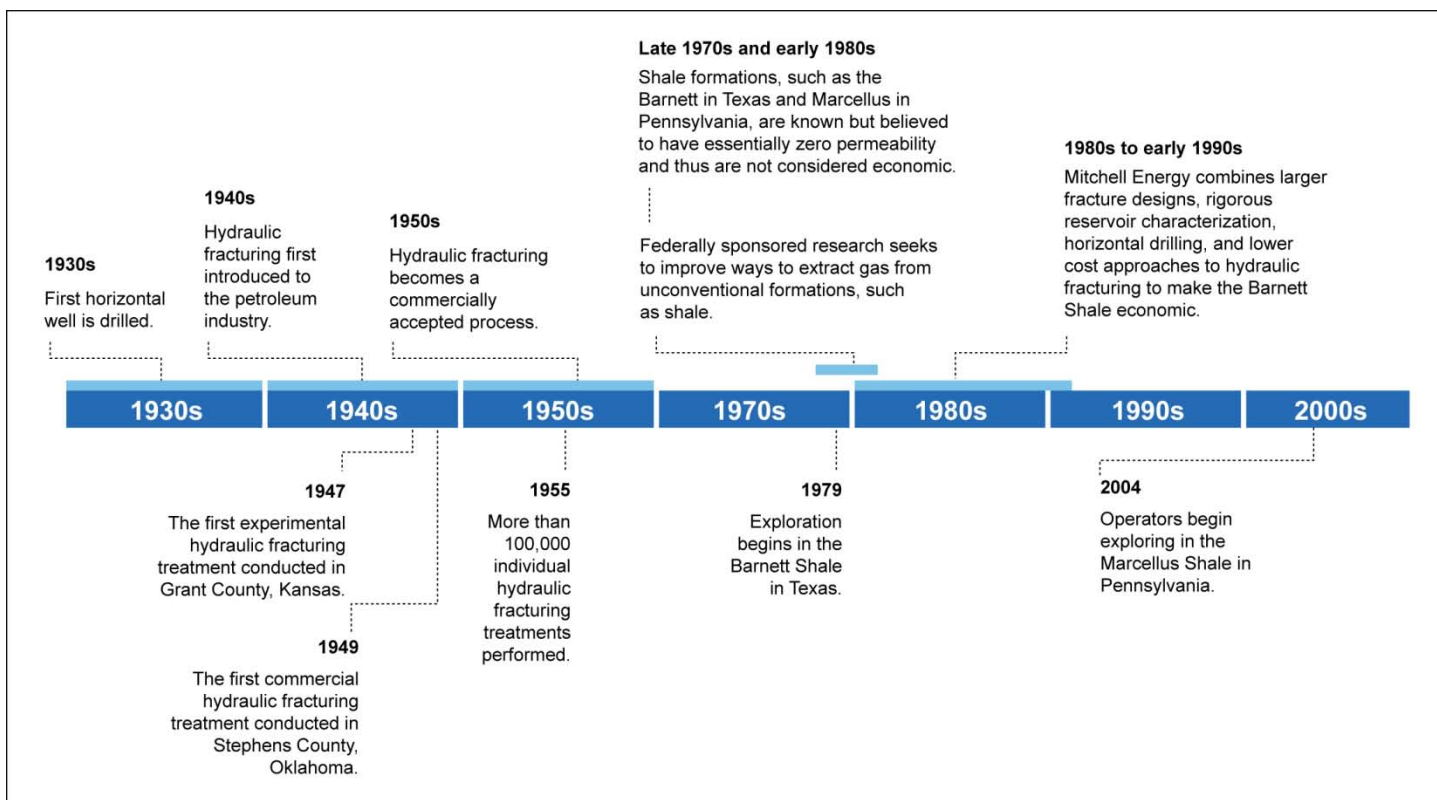 Late 1970s and early 1980s
Shale formations, such as the
Barnett in Texas and Marcellus in
Pennsylvania, are known but believed
to have essentially zero permeability
and thus are not considered economic.
Federally sponsored research seeks
to improve ways to extract gas from
unconventional formations, such
as shale.
1980s to early 1990s
Mitchell Energy combines larger
fracture designs, rigorous
reservoir characterization,
horizontal drilling, and lower
cost approaches to hydraulic
fracturing to make the Barnett
Shale economic.
1940s
Hydraulic
fracturing first
introduced to
the petroleum
industry.
1950s
Hydraulic fracturing
becomes a
commercially
accepted process.
1930s
First horizontal
well is drilled.
1930s
1940s
1950s
1970s
1980s
1990s
2000s
1947
The first experimental
hydraulic fracturing
treatment conducted in
Grant County, Kansas.
1949
The first commercial
hydraulic fracturing
treatment conducted in
Stephens County,
Oklahoma.
1955
More than
100,000
individual
hydraulic
fracturing
treatments
performed.
1979
Exploration
begins in the
Barnett Shale
in Texas.
2004
Operators begin
exploring in the
Marcellus Shale in
Pennsylvania.